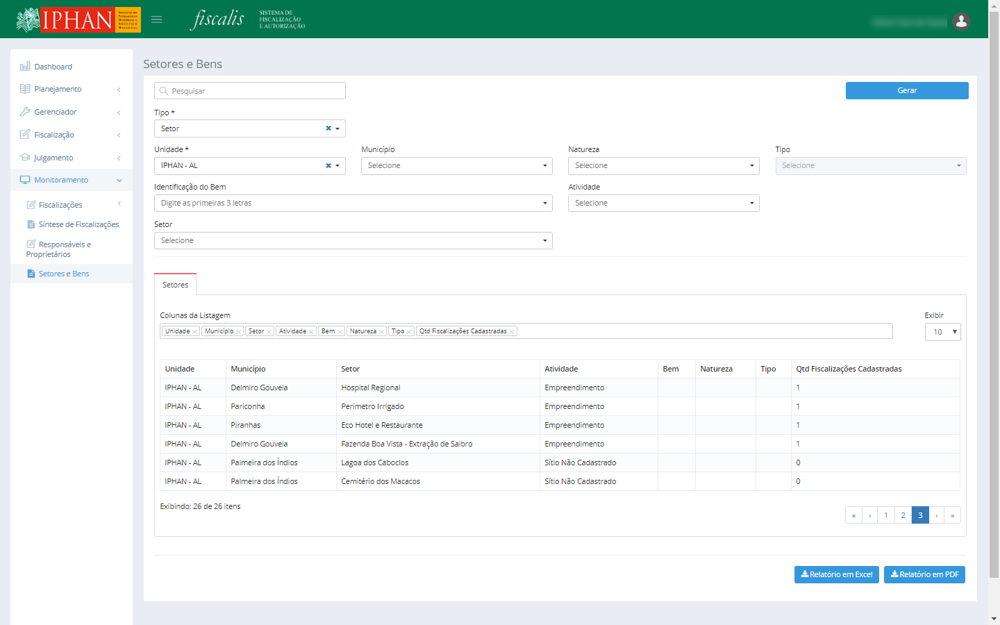 IPHAN
INSTITUTO DO
PATRIMÔNIO
HISTÓRICO E
ARTÍSTICO
NACIONAL
fiscalis
SISTEMA DE
FISCALIZAÇÃO
E AUTORIZAÇÃO
Dashboard
Planejamento
Gerenciador
Fiscalização
Julgamento
Monitoramento
Fiscalizações
Síntese de Fiscalizações
Responsáveis e
Proprietários
Setores e Bens
Setores e Bens
Pesquisar
Gerar
Tipo *
Setor
Unidade * Município Natureza Tipo
IPHAN - AL Selecione Selecione Selecione
Identificação do Bem Atividade
Digite as primeiras 3 letras Selecione
Setor
Selecione
Setores
Colunas da Listagem Exibir
Unidade × Município × Setor × Atividade × Bem × Natureza × Tipo × Qtd Fiscalizações Cadastradas × 10
Unidade Município Setor Atividade Bem Natureza Tipo Qtd Fiscalizações Cadastradas
IPHAN - AL Delmiro Gouveia Hospital Regional Empreendimento 1
IPHAN - AL Pariconha Perimetro Irrigado Empreendimento 1
IPHAN - AL Piranhas Eco Hotel e Restaurante Empreendimento 1
IPHAN - AL Delmiro Gouveia Fazenda Boa Vista - Extração de Saibro Empreendimento 1
IPHAN - AL Palmeira dos Índios Lagoa dos Caboclos Sítio Não Cadastrado 0
IPHAN - AL Palmeira dos Índios Cemitério dos Macacos Sítio Não Cadastrado 0
Exibindo: 26 de 26 itens
« ‹ 1 2 3 › »
Relatório em Excel Relatório em PDF